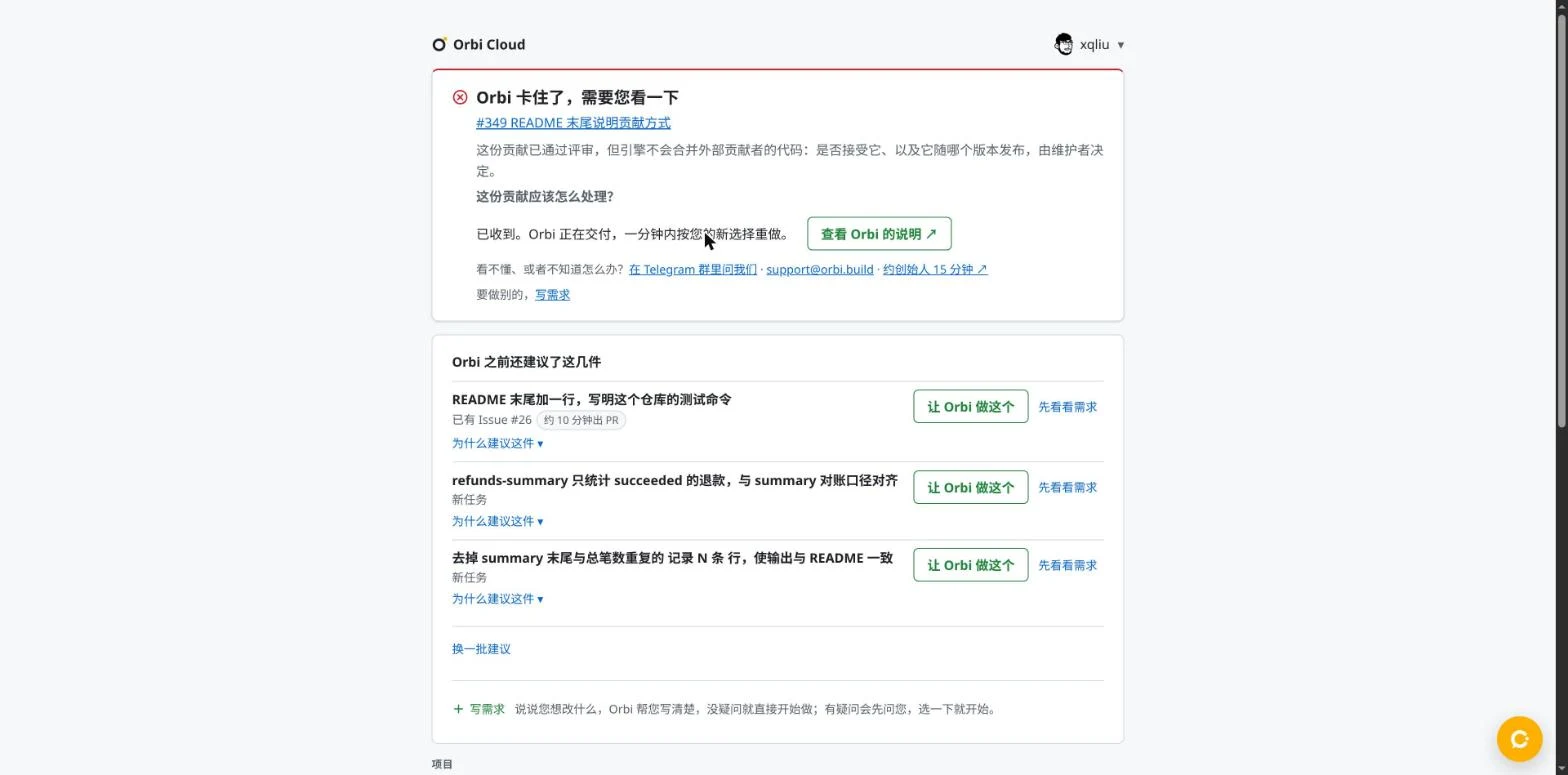 Orbi Cloud
xqliu ▼
Orbi 卡住了，需要您看一下
#349 README 末尾说明贡献方式
这份贡献已通过评审，但引擎不会合并外部贡献者的代码：是否接受它、以及它随哪个版本发布，由维护者决
定。
这份贡献应该怎么处理？
已收到。Orbi 正在交付，一分钟内按您的新选择重做。 查看 Orbi 的说明 ↗
看不懂、或者不知道怎么办？在 Telegram 群里问我们 · support@orbi.build · 约创始人 15 分钟 ↗
要做别的，写需求
Orbi 之前还建议了这几件
README 末尾加一行，写明这个仓库的测试命令
已有 Issue #26 约 10 分钟出 PR
让 Orbi 做这个 先看看需求
为什么建议这件 ▾
refunds-summary 只统计 succeeded 的退款，与 summary 对账口径对齐
新任务
让 Orbi 做这个 先看看需求
为什么建议这件 ▾
去掉 summary 末尾与总笔数重复的 记录 N 条 行，使输出与 README 一致
新任务
让 Orbi 做这个 先看看需求
为什么建议这件 ▾
换一批建议
+ 写需求 说说您想改什么，Orbi 帮您写清楚，没疑问就直接开始做；有疑问会先问您，选一下就开始。
项目